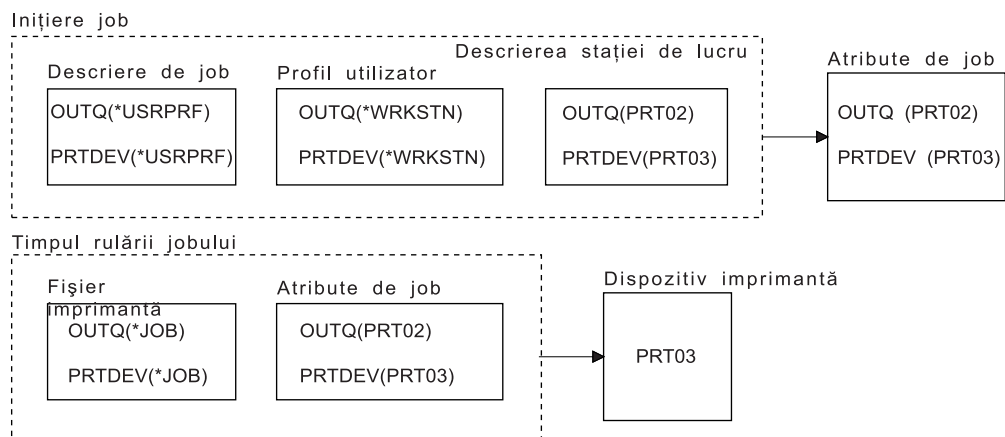 Inițiere job
Descrierea stației de lucru
Descriere de job
Profil utilizator
Atribute de job
OUTQ(*USRPRF)
PRTDEV(*USRPRF)
OUTQ(*WRKSTN)
PRTDEV(*WRKSTN)
OUTQ(PRT02)
PRTDEV(PRT03)
OUTQ (PRT02)
PRTDEV (PRT03)
Timpul rulării jobului
Fişier
imprimantă
Atribute de job
Dispozitiv imprimantă
OUTQ(*JOB)
PRTDEV(*JOB)
OUTQ(PRT02)
PRTDEV(PRT03)
PRT03